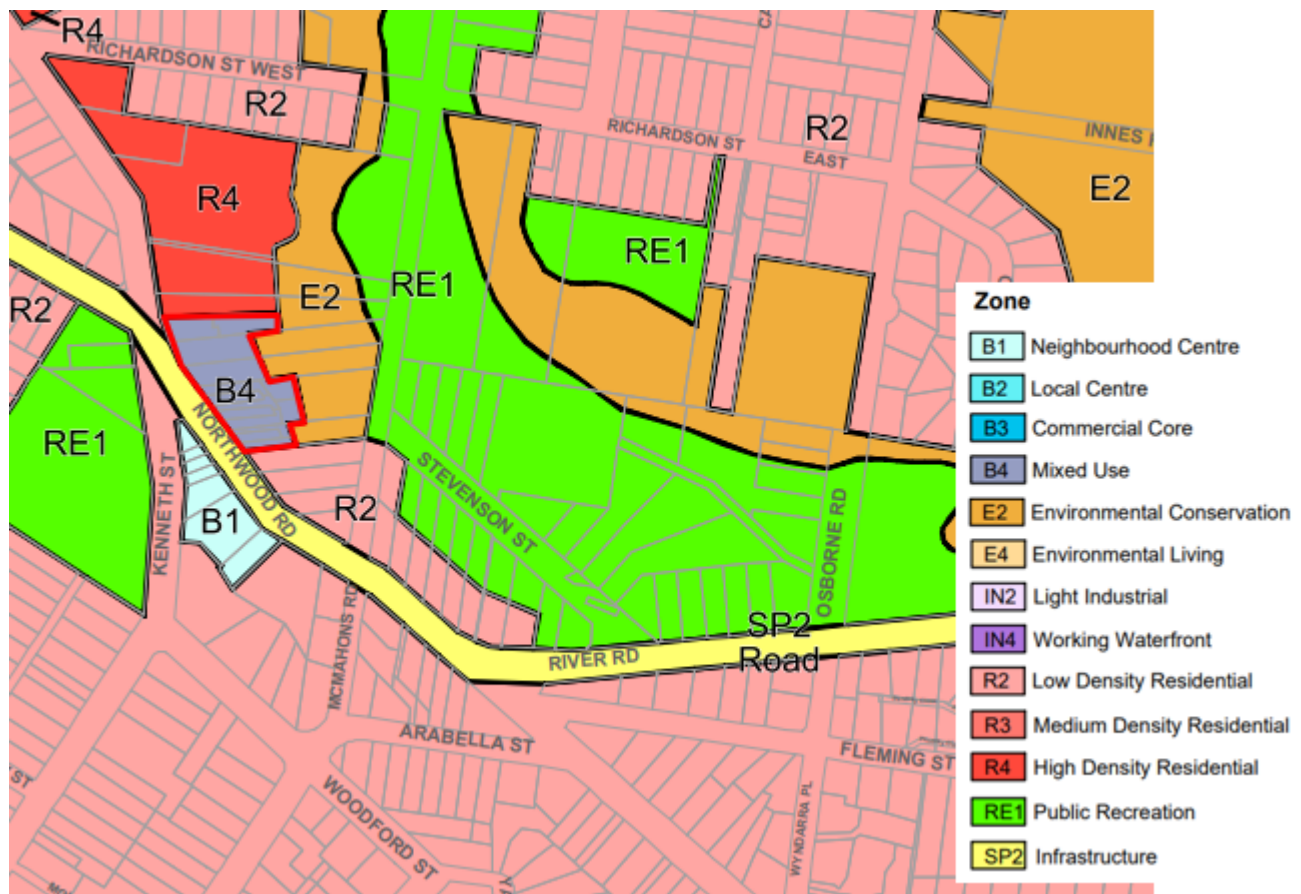 R4
RICHARDSON ST WEST
R2
RICHARDSON ST
EAST
R2
INNES
E2
R4
RE1
RE1
E2
R2
B4
RE1
NORTHWOOD RD
KENNETH ST
B1
R2
STEVENSON ST
OSBORNE RD
SP2
Road
RIVER RD
MCMAHONS RD
ARABELLA ST
FLEMING ST
WOODFORD ST
WYNDARRA PL
ST
Zone
B1 Neighbourhood Centre
B2 Local Centre
B3 Commercial Core
B4 Mixed Use
E2 Environmental Conservation
E4 Environmental Living
IN2 Light Industrial
IN4 Working Waterfront
R2 Low Density Residential
R3 Medium Density Residential
R4 High Density Residential
RE1 Public Recreation
SP2 Infrastructure